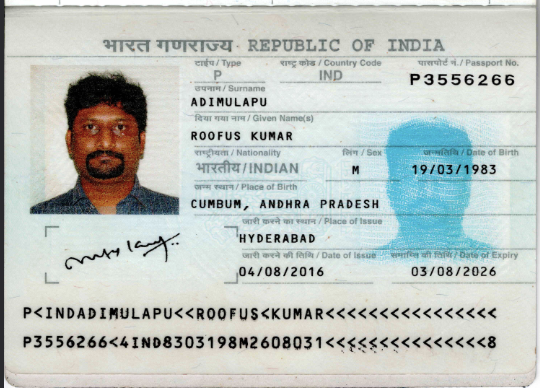 भारत गणराज्य REPUBLIC OF INDIA
टाईप / Type राष्ट्र कोड / Country Code पासपोर्ट नं. / Passport No.
P IND P3556266
उपनाम / Surname
ADIMULAPU
दिया गया नाम / Given Name(s)
ROOFUS KUMAR
राष्ट्रीयता / Nationality लिंग / Sex जन्मतिथि / Date of Birth
भारतीय / INDIAN M 19/03/1983
जन्म स्थान / Place of Birth
CUMBUM, ANDHRA PRADESH
जारी करने का स्थान / Place of Issue
HYDERABAD
जारी करने की तिथि / Date of Issue समाप्ति की तिथि / Date of Expiry
04/08/2016 03/08/2026
P<INDADIMULAPU<<ROOFUS<KUMAR<<<<<<<<<<<<<<<<
P3556266<4IND8303198M2608031<<<<<<<<<<<<<<<8